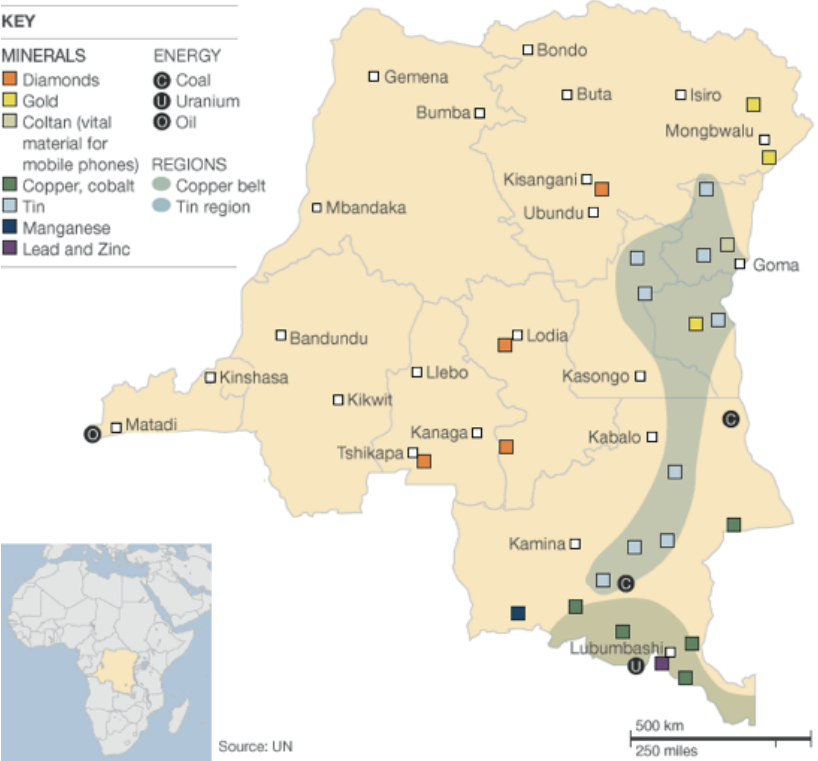 KEY
MINERALS
Diamonds
Gold
Coltan (vital
material for
mobile phones)
Copper, cobalt
Tin
Manganese
Lead and Zinc
ENERGY
C Coal
U Uranium
O Oil
REGIONS
Copper belt
Tin region
Bondo
Gemena
Buta
Isiro
Bumba
Mongbwalu
Kisangani
Mbandaka
Ubundu
Goma
Bandundu
Lodia
Kinshasa
Llebo
Kasongo
Kikwit
O
Matadi
C
Kanaga
Kabalo
Tshikapa
Kamina
C
Lubumbashi
U
500 km
250 miles
Source: UN